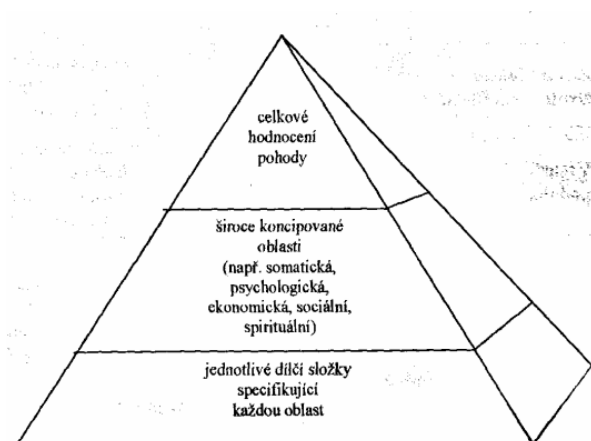 celkové
hodnocení
pohody
široce koncipované
oblasti
(např. somatická,
psychologická,
ekonomická, sociální,
spirituální)
jednotlivé dílčí složky
specifikující
každou oblast